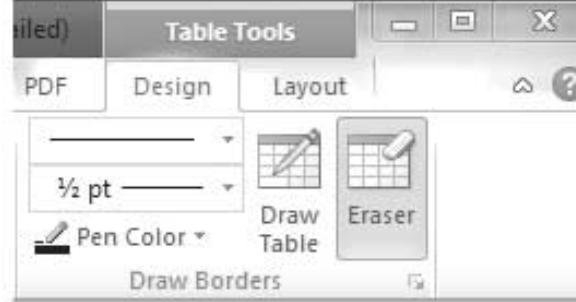 ailed) Table Tools
PDF Design Layout
½ pt
Pen Color
Draw Table
Eraser
Draw Borders